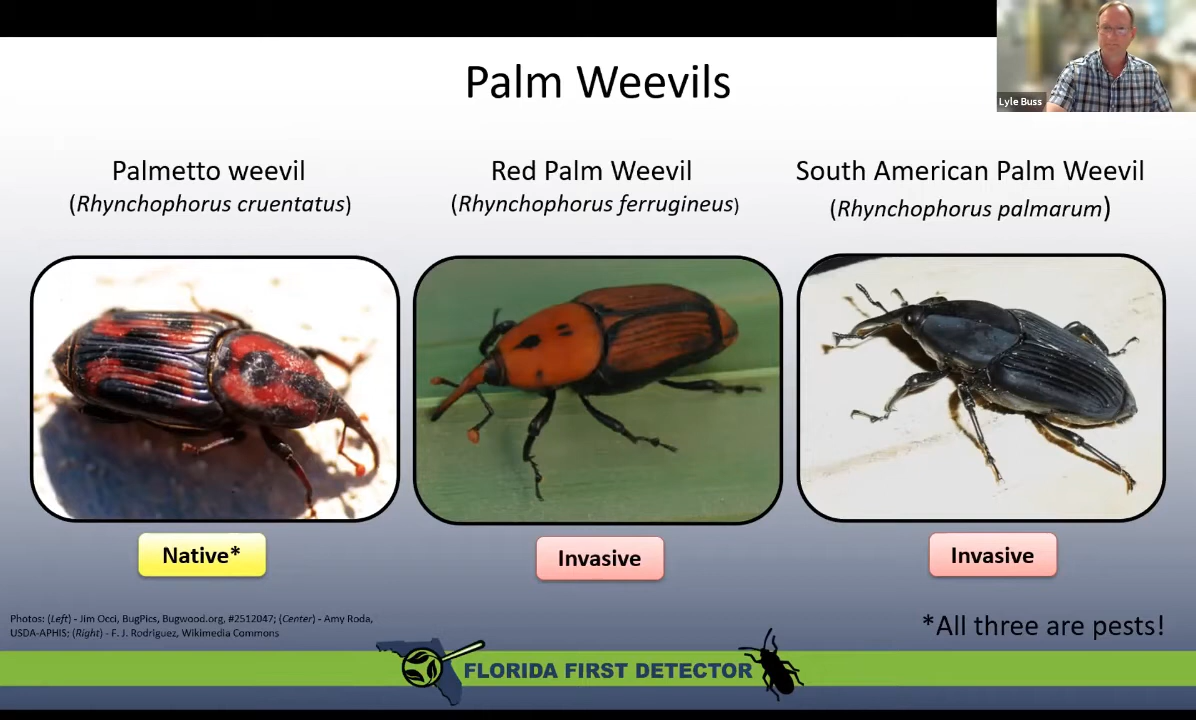 Palm Weevils
Lyle Buss
Palmetto weevil
(Rhynchophorus cruentatus)
Red Palm Weevil
(Rhynchophorus ferrugineus)
South American Palm Weevil
(Rhynchophorus palmarum)
Native*
Invasive
Invasive
Photos: (Left) - Jim Occi, BugPics, Bugwood.org, #2512047; (Center) - Amy Roda,
USDA-APHIS; (Right) - F. J. Rodriguez, Wikimedia Commons
*All three are pests!
FLORIDA FIRST DETECTOR